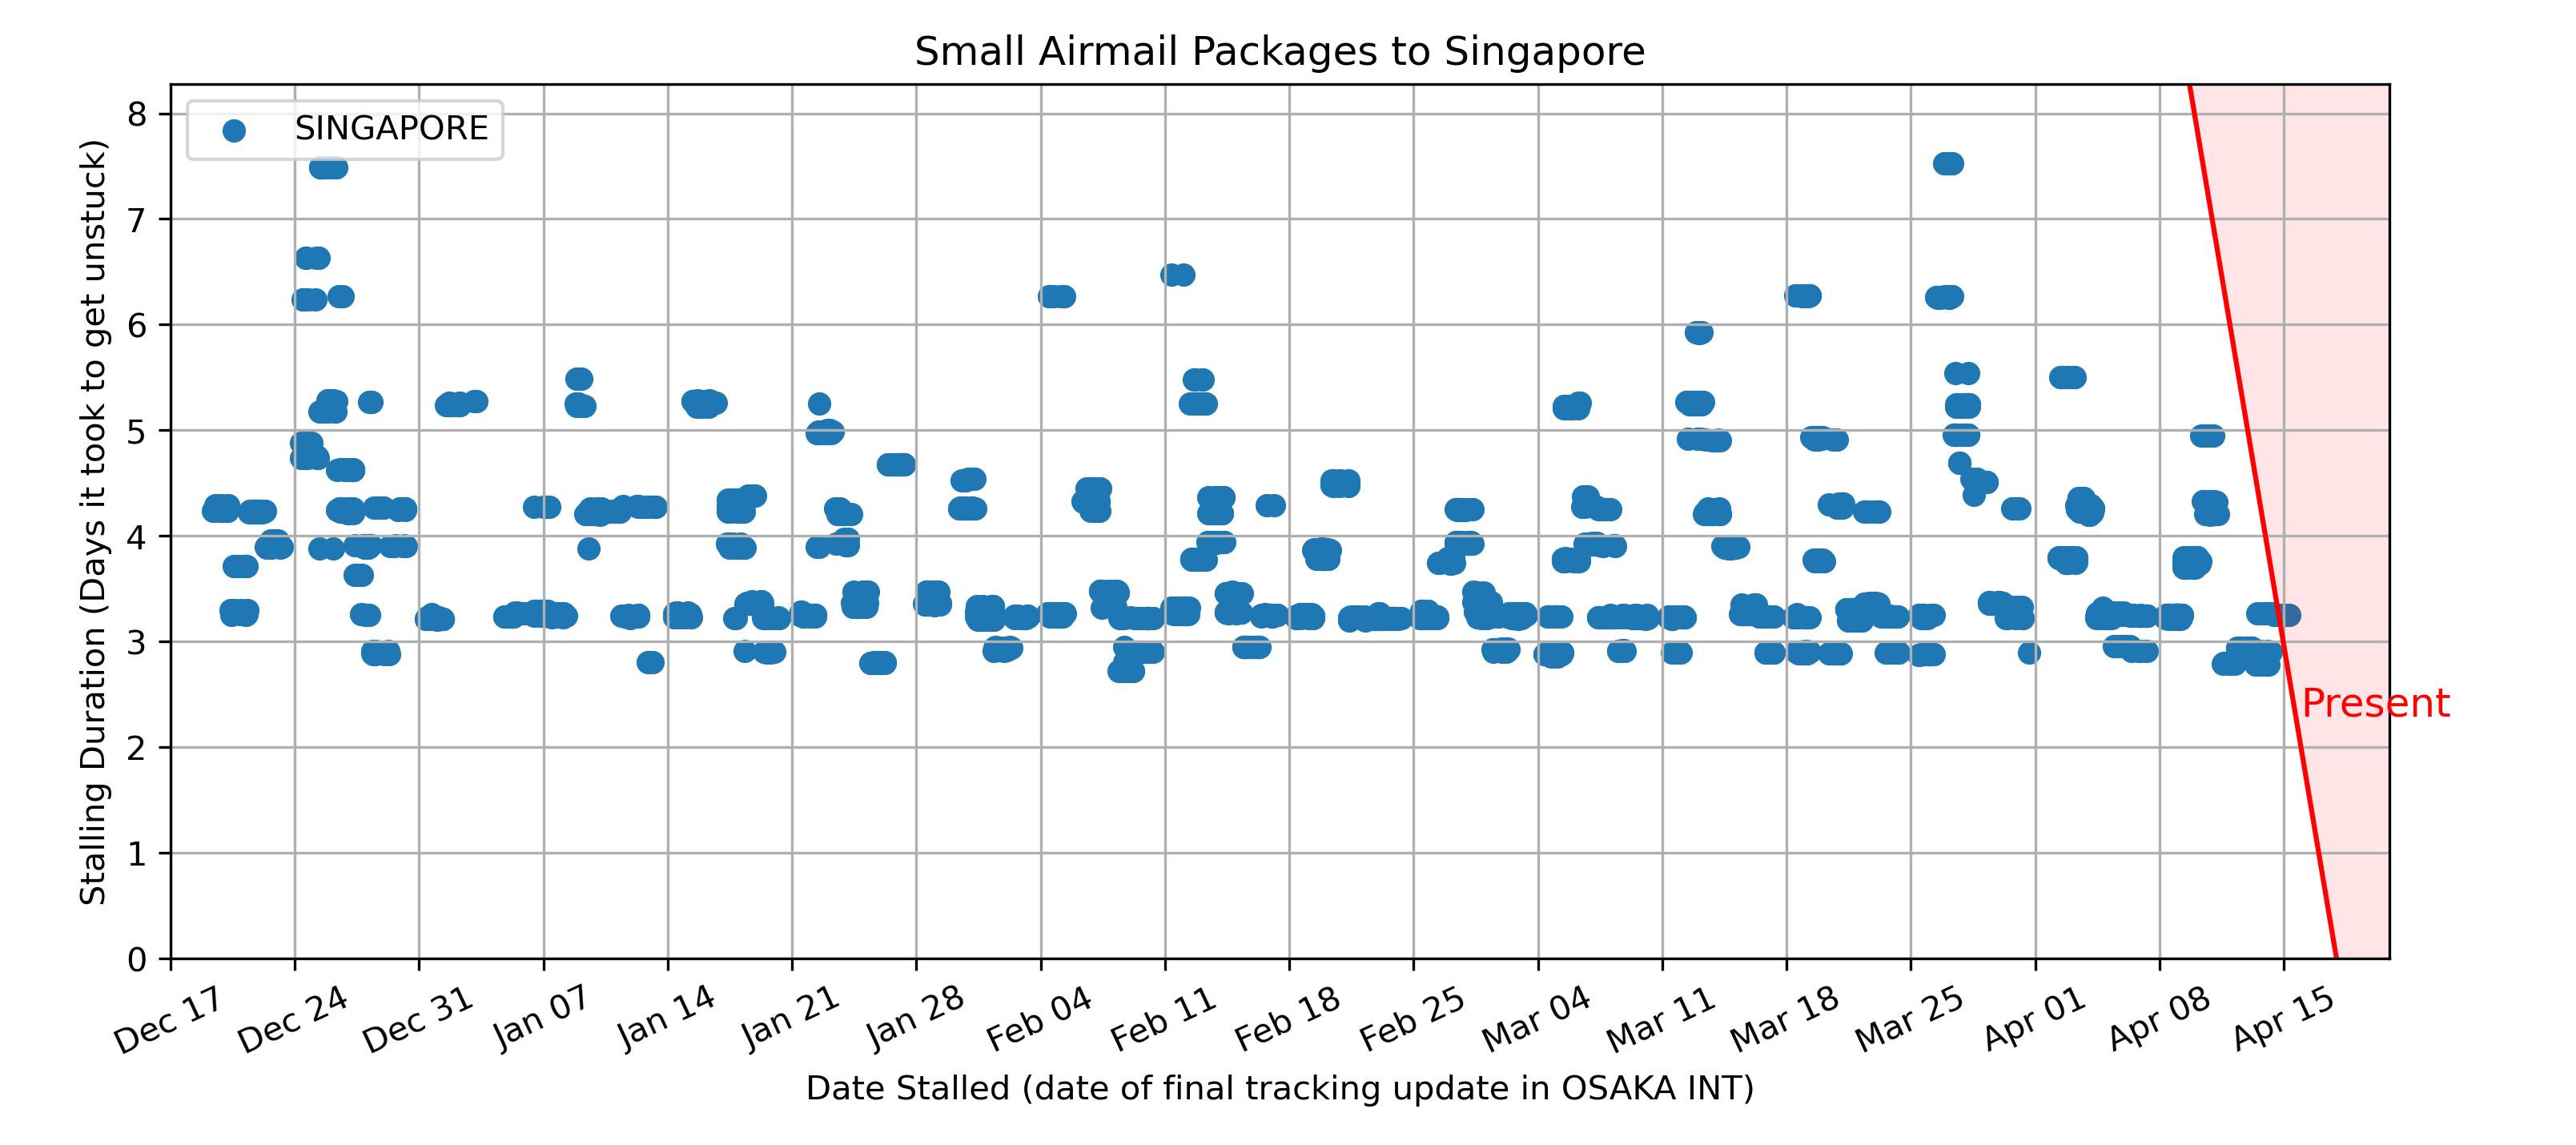 Small Airmail Packages to Singapore
SINGAPORE
Stalling Duration (Days it took to get unstuck)
8
7
6
5
4
3
2
1
0
Present
Dec 17
Dec 24
Dec 31
Jan 07
Jan 14
Jan 21
Jan 28
Feb 04
Feb 11
Feb 18
Feb 25
Mar 04
Mar 11
Mar 18
Mar 25
Apr 01
Apr 08
Apr 15
Date Stalled (date of final tracking update in OSAKA INT)